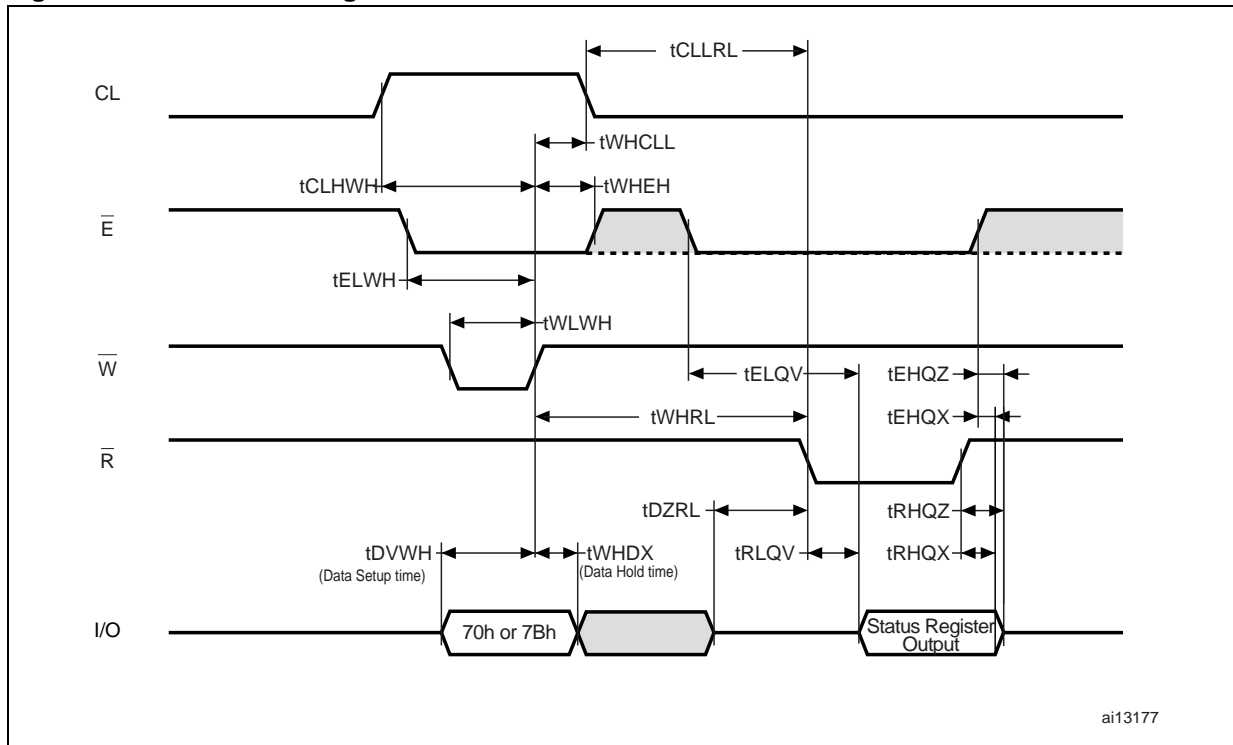 tCLLRL
CL
tWHCLL
tCLHWH
tWHEH
E
tELWH
tWLWH
W
tELQV
tEHQZ
tWHRL
tEHQX
R
tDZRL
tRHQZ
tDVWH
(Data Setup time)
tWHDX
(Data Hold time)
tRLQV
tRHQX
I/O
70h or 7Bh
Status Register
Output
ai13177